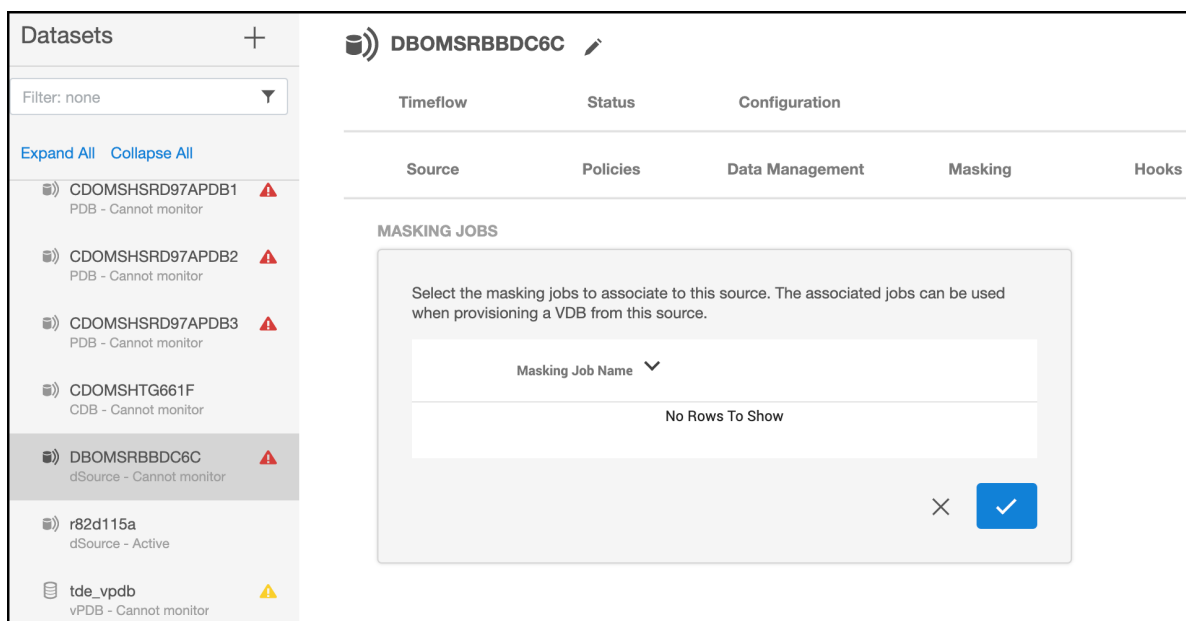 Datasets
Filter: none
Expand All Collapse All
CDOMSHSRD97APDB1
PDB - Cannot monitor
CDOMSHSRD97APDB2
PDB - Cannot monitor
CDOMSHSRD97APDB3
PDB - Cannot monitor
CDOMSHTG661F
CDB - Cannot monitor
DBOMSRBBDC6C
dSource - Cannot monitor
r82d115a
dSource - Active
tde_vpdb
vPDB - Cannot monitor
DBOMSRBBDC6C
Timeflow Status Configuration
Source Policies Data Management Masking Hooks
MASKING JOBS
Select the masking jobs to associate to this source. The associated jobs can be used
when provisioning a VDB from this source.
Masking Job Name
No Rows To Show